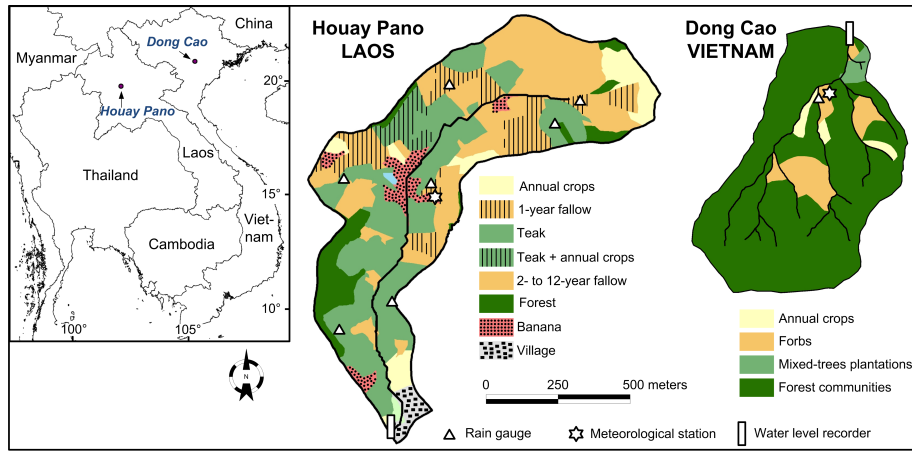 China
Dong Cao
Myanmar
20°
Houay Pano
Laos
Thailand
15°
Viet-
nam
Cambodia
10°
100°
105°
N
Houay Pano
LAOS
Annual crops
1-year fallow
Teak
Teak + annual crops
2- to 12-year fallow
Forest
Banana
Village
0 250 500 meters
Dong Cao
VIETNAM
Annual crops
Forbs
Mixed-trees plantations
Forest communities
Rain gauge Meteorological station Water level recorder